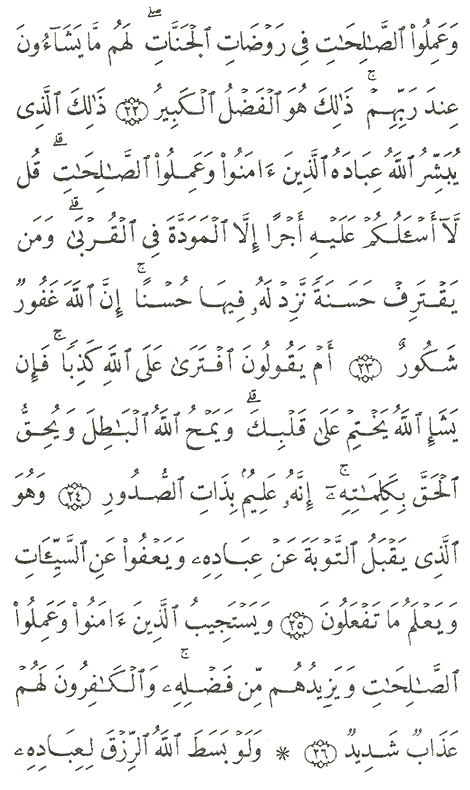 وَعَمِلُوا۟ ٱلصَّـٰلِحَـٰتِ فِى رَوْضَاتِ ٱلْجَنَّاتِ ۖ لَهُم مَّا يَشَآءُونَ
عِندَ رَبِّهِمْ ۚ ذَٰلِكَ هُوَ ٱلْفَضْلُ ٱلْكَبِيرُ ٢٢ ذَٰلِكَ ٱلَّذِى
يُبَشِّرُ ٱللَّهُ عِبَادَهُ ٱلَّذِينَ ءَامَنُوا۟ وَعَمِلُوا۟ ٱلصَّـٰلِحَـٰتِ ۗ قُل
لَّآ أَسْـَٔلُكُمْ عَلَيْهِ أَجْرًا إِلَّا ٱلْمَوَدَّةَ فِى ٱلْقُرْبَىٰ ۗ وَمَن
يَقْتَرِفْ حَسَنَةً نَّزِدْ لَهُۥ فِيهَا حُسْنًا ۚ إِنَّ ٱللَّهَ غَفُورٌ
شَكُورٌ ٢٣ أَمْ يَقُولُونَ ٱفْتَرَىٰ عَلَى ٱللَّهِ كَذِبًا ۖ فَإِن
يَشَإِ ٱللَّهُ يَخْتِمْ عَلَىٰ قَلْبِكَ ۗ وَيَمْحُ ٱللَّهُ ٱلْبَـٰطِلَ وَيُحِقُّ
ٱلْحَقَّ بِكَلِمَـٰتِهِۦٓ ۚ إِنَّهُۥ عَلِيمٌۢ بِذَاتِ ٱلصُّدُورِ ٢٤ وَهُوَ
ٱلَّذِى يَقْبَلُ ٱلتَّوْبَةَ عَنْ عِبَادِهِۦ وَيَعْفُوا۟ عَنِ ٱلسَّيِّـَٔاتِ
وَيَعْلَمُ مَا تَفْعَلُونَ ٢٥ وَيَسْتَجِيبُ ٱلَّذِينَ ءَامَنُوا۟ وَعَمِلُوا۟
ٱلصَّـٰلِحَـٰتِ وَيَزِيدُهُم مِّن فَضْلِهِۦ ۚ وَٱلْكَـٰفِرُونَ لَهُمْ
عَذَابٌ شَدِيدٌ ٢٦ ۞ وَلَوْ بَسَطَ ٱللَّهُ ٱلرِّزْقَ لِعِبَادِهِۦ